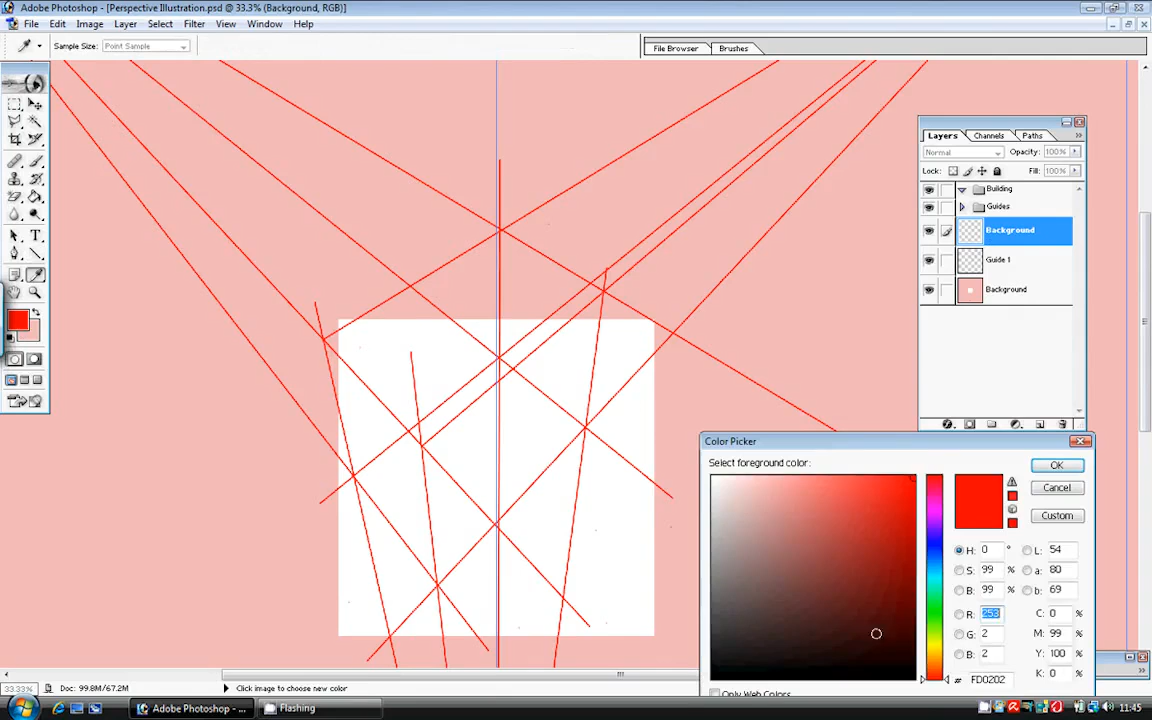 Adobe Photoshop - [Perspective Illustration.psd @ 33.3% (Background, RGB)]
File Edit Image Layer Select Filter View Window Help
Sample Size: Point Sample
File Browser Brushes
Layers Channels Paths
Normal Opacity: 100%
Lock: Fill: 100%
Building
Guides
Background
Guide 1
Background
Color Picker
Select foreground color:
OK
Cancel
Custom
H: 0 ° L: 54
S: 99 % a: 80
B: 99 % b: 69
R: 253 C: 0 %
G: 2 M: 99 %
B: 2 Y: 100 %
# FD0202 K: 0 %
Only Web Colors
33.33% Doc: 99.8M/67.2M Click image to choose new color
Adobe Photoshop - ... Flashing 11:45